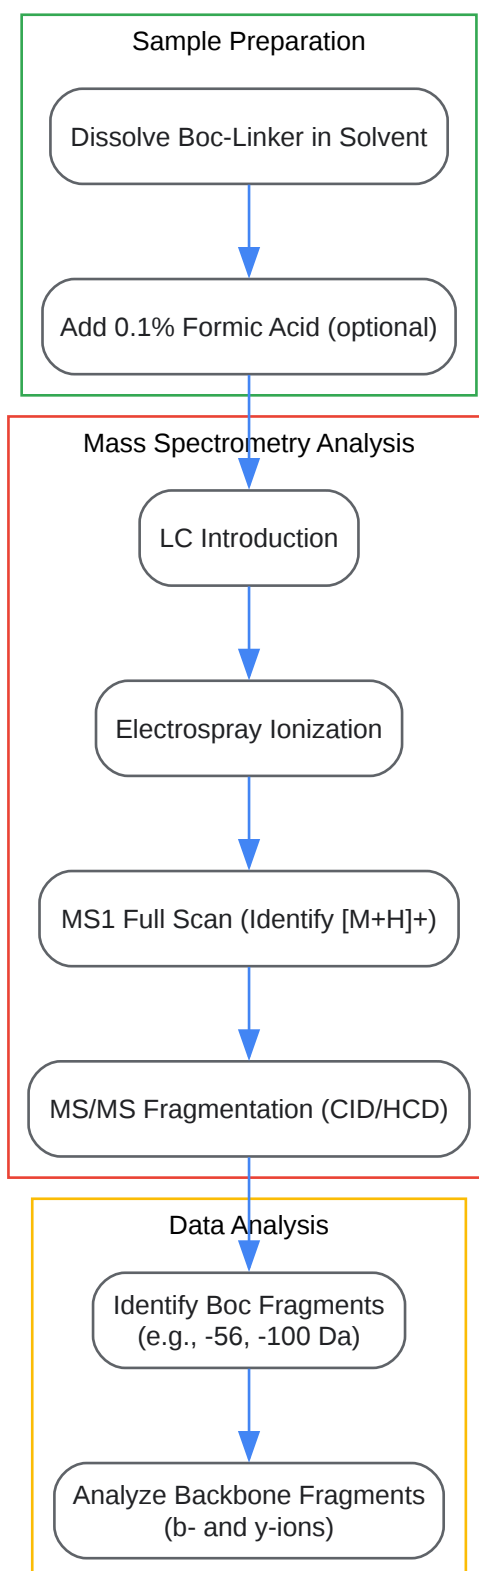 Sample Preparation
Dissolve Boc-Linker in Solvent
Add 0.1% Formic Acid (optional)
Mass Spectrometry Analysis
LC Introduction
Electrospray Ionization
MS1 Full Scan (Identify [M+H]+)
MS/MS Fragmentation (CID/HCD)
Data Analysis
Identify Boc Fragments
(e.g., -56, -100 Da)
Analyze Backbone Fragments
(b- and y-ions)